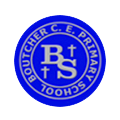 BOUTCHER C. E. PRIMARY SCHOOL
BS